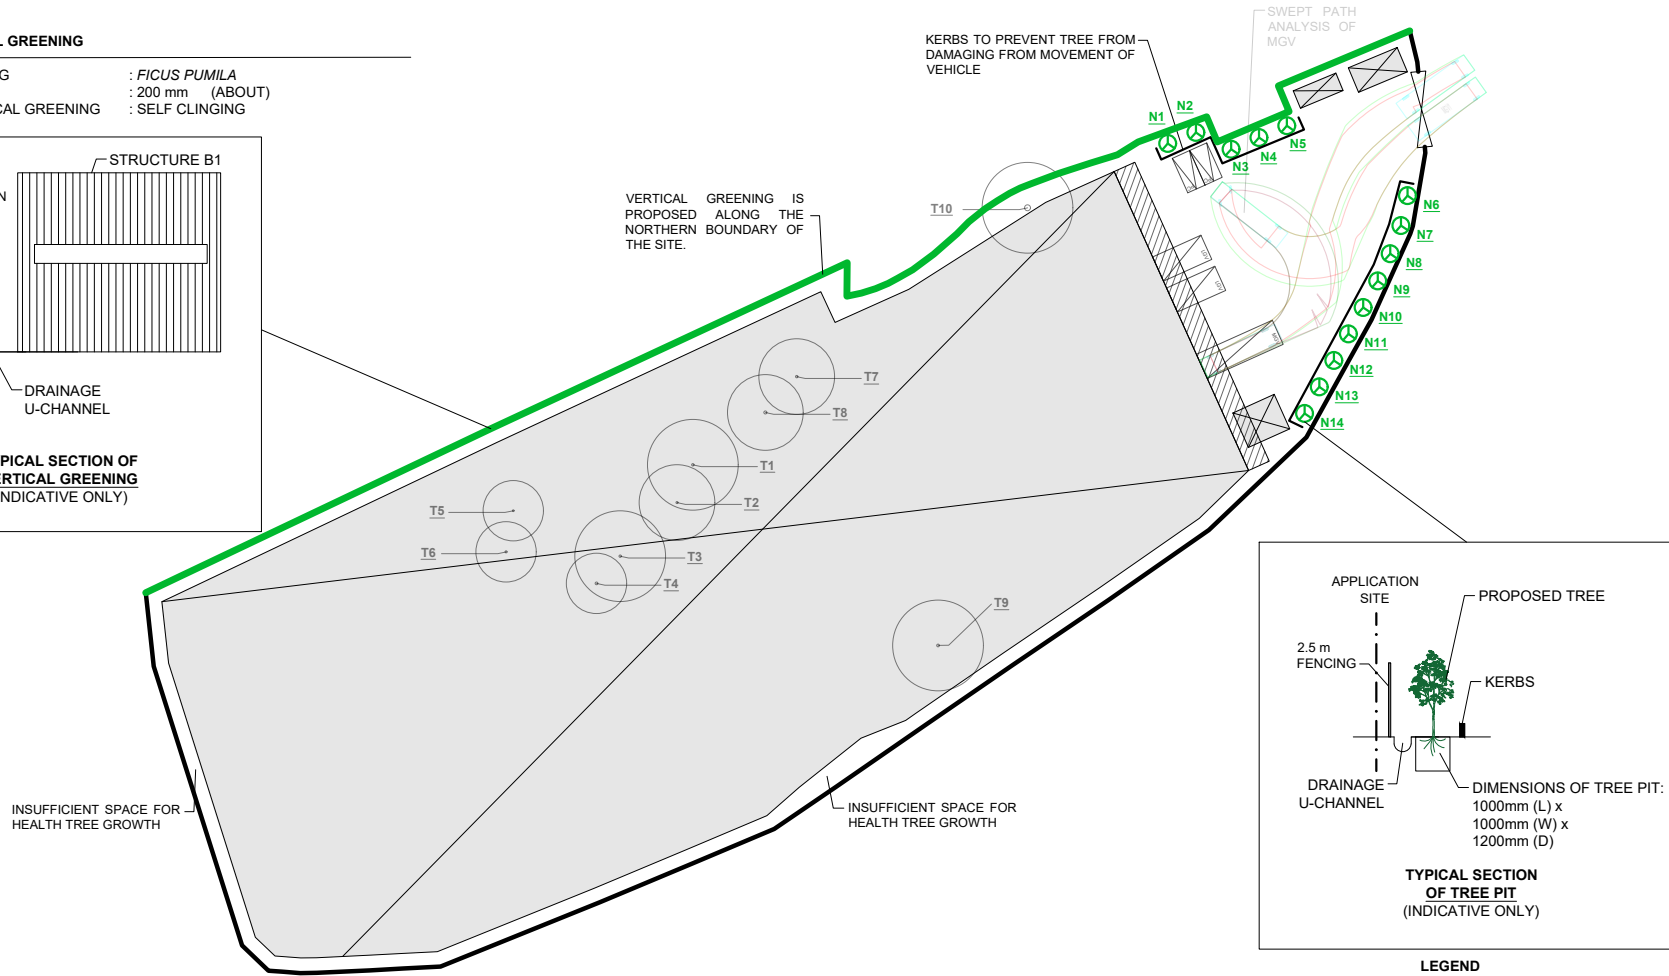 L GREENING
G : FICUS PUMILA
: 200 mm (ABOUT)
CAL GREENING : SELF CLINGING
STRUCTURE B1
N
DRAINAGE
U-CHANNEL
PICAL SECTION OF
ERTICAL GREENING
INDICATIVE ONLY)
SWEPT PATH
ANALYSIS OF
MGV
KERBS TO PREVENT TREE FROM
DAMAGING FROM MOVEMENT OF
VEHICLE
VERTICAL GREENING IS
PROPOSED ALONG THE
NORTHERN BOUNDARY OF
THE SITE.
N1
N2
N3
N4
N5
N6
N7
N8
N9
N10
N11
N12
N13
N14
T10
T7
T8
T1
T2
T5
T6
T3
T4
T9
INSUFFICIENT SPACE FOR
HEALTH TREE GROWTH
INSUFFICIENT SPACE FOR
HEALTH TREE GROWTH
APPLICATION
SITE
PROPOSED TREE
2.5 m
FENCING
KERBS
DRAINAGE
U-CHANNEL
DIMENSIONS OF TREE PIT:
1000mm (L) x
1000mm (W) x
1200mm (D)
TYPICAL SECTION
OF TREE PIT
(INDICATIVE ONLY)
LEGEND